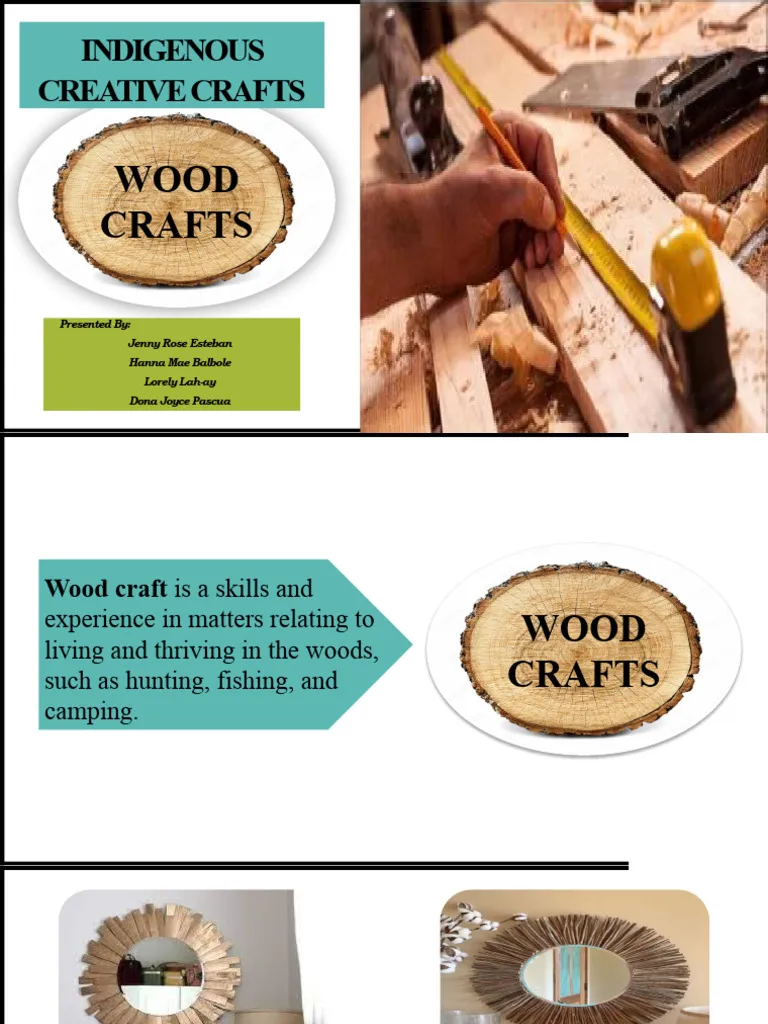 INDIGENOUS
CREATIVE CRAFTS
WOOD
CRAFTS
Presented By:
Jenny Rose Esteban
Hanna Mae Balbole
Lorely Lah-ay
Dona Joyce Pascua
Wood craft is a skills and
experience in matters relating to
living and thriving in the woods,
such as hunting, fishing, and
camping.
WOOD
CRAFTS